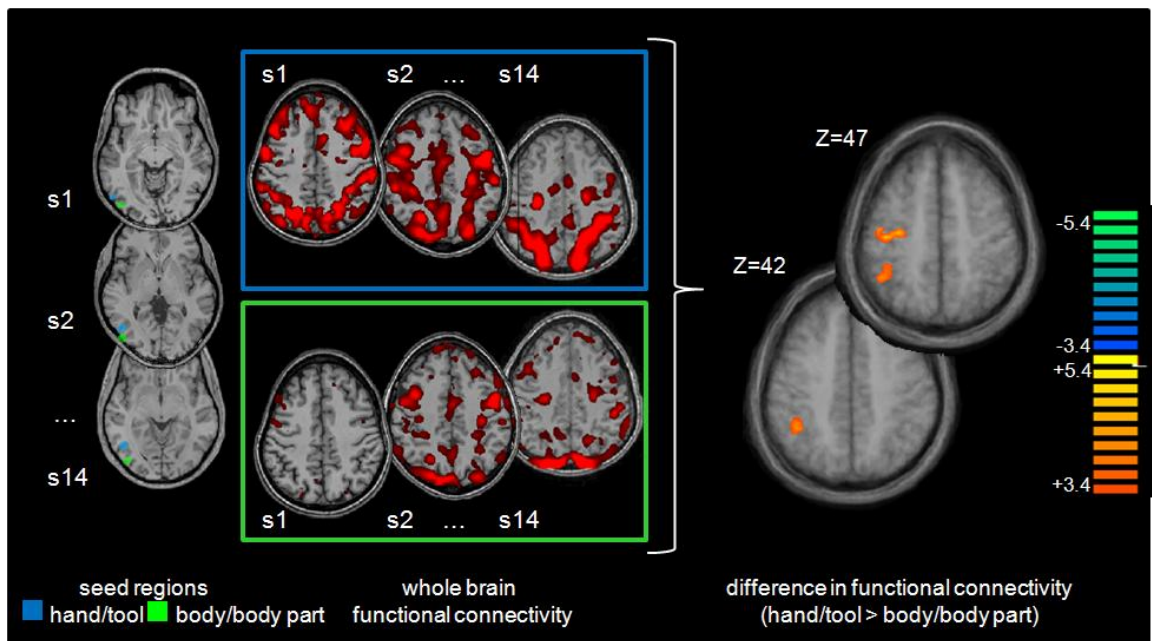 s1
s2
...
s14
s1
s2 ... s14
s1
s2 ... s14
Z=47
Z=42
-5.4
-3.4
+5.4
+3.4
seed regions
hand/tool body/body part
whole brain
functional connectivity
difference in functional connectivity
(hand/tool > body/body part)